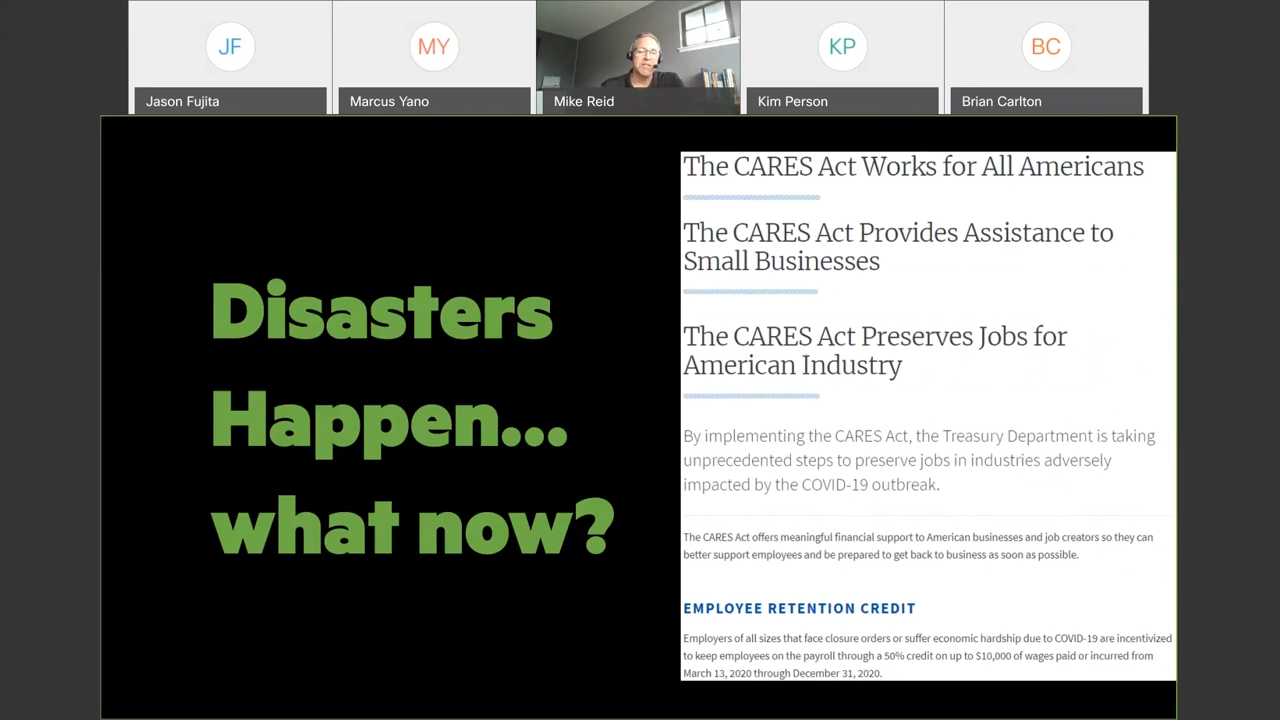 JF
MY
KP
BC
Jason Fujita
Marcus Yano
Mike Reid
Kim Person
Brian Carlton
Disasters
Happen...
what now?
The CARES Act Works for All Americans
The CARES Act Provides Assistance to
Small Businesses
The CARES Act Preserves Jobs for
American Industry
By implementing the CARES Act, the Treasury Department is taking
unprecedented steps to preserve jobs in industries adversely
impacted by the COVID-19 outbreak.
The CARES Act offers meaningful financial support to American businesses and job creators so they can
better support employees and be prepared to get back to business as soon as possible.
EMPLOYEE RETENTION CREDIT
Employers of all sizes that face closure orders or suffer economic hardship due to COVID-19 are incentivized
to keep employees on the payroll through a 50% credit on up to $10,000 of wages paid or incurred from
March 13, 2020 through December 31, 2020.